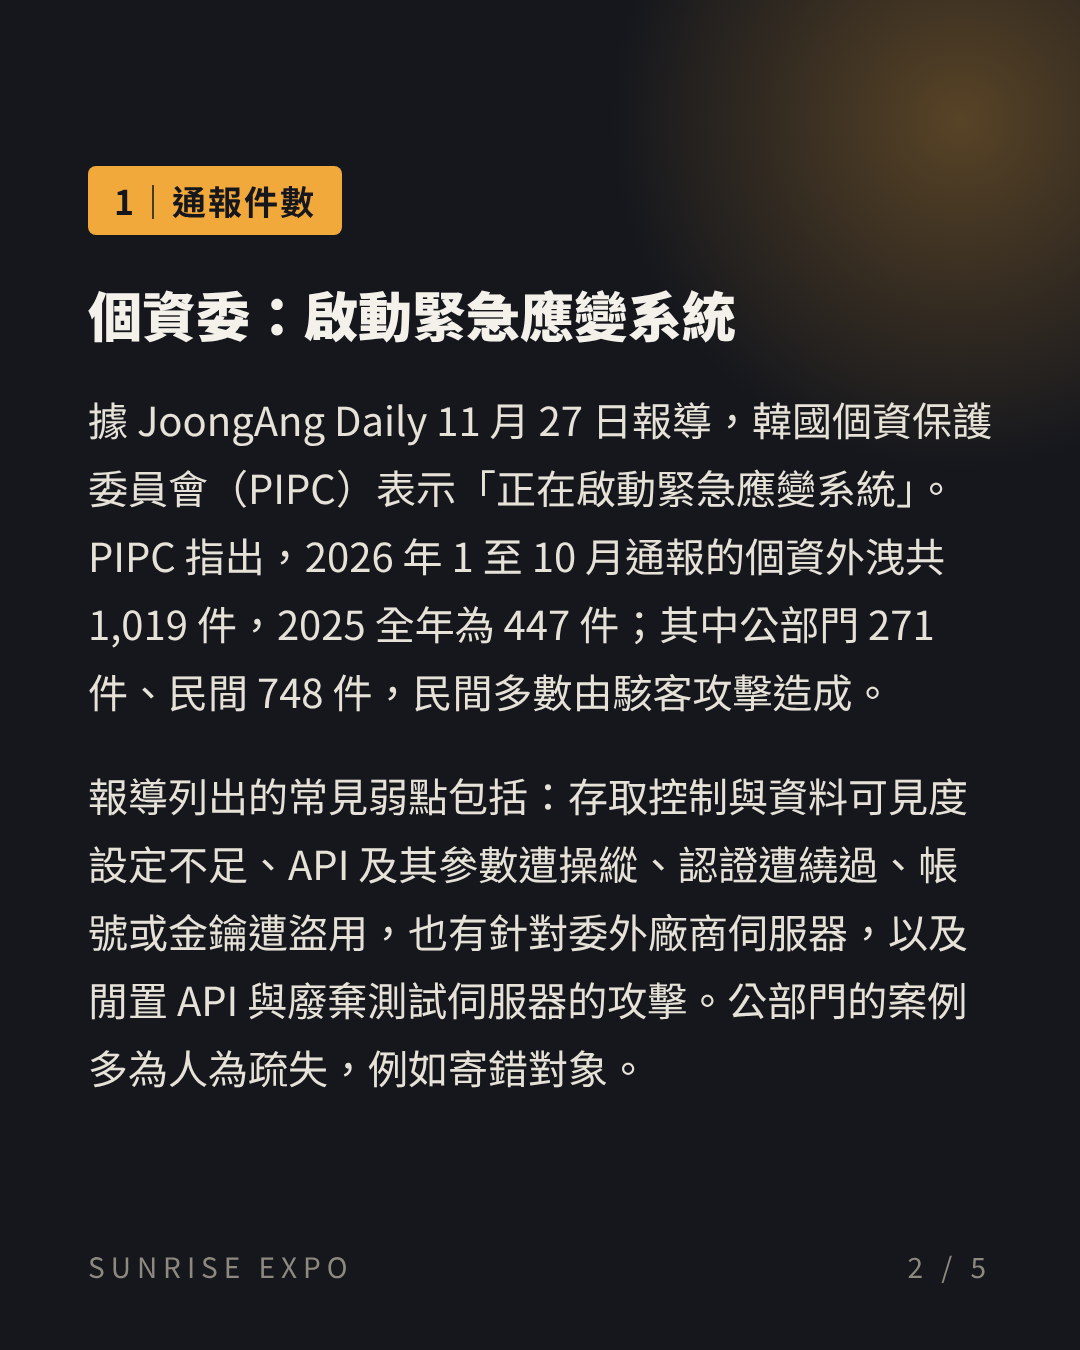 1｜通報件數
個資委：啟動緊急應變系統
據 JoongAng Daily 11 月 27 日報導，韓國個資保護
委員會（PIPC）表示「正在啟動緊急應變系統」。
PIPC 指出，2026 年 1 至 10 月通報的個資外洩共
1,019 件，2025 全年為 447 件；其中公部門 271
件、民間 748 件，民間多數由駭客攻擊造成。
報導列出的常見弱點包括：存取控制與資料可見度
設定不足、API 及其參數遭操縱、認證遭繞過、帳
號或金鑰遭盜用，也有針對委外廠商伺服器，以及
閒置 API 與廢棄測試伺服器的攻擊。公部門的案例
多為人為疏失，例如寄錯對象。
SUNRISE EXPO
2 / 5